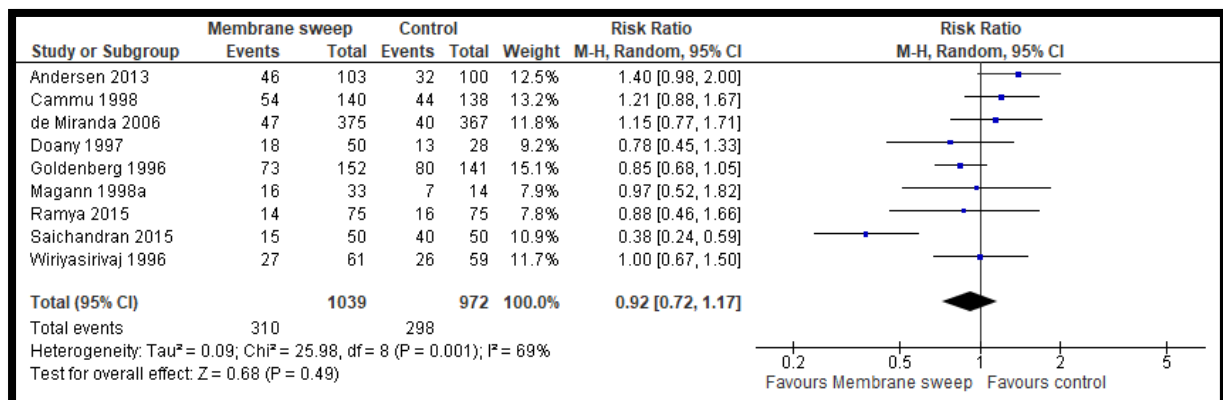 Membrane sweep Control Risk Ratio Risk Ratio
Study or Subgroup Events Total Events Total Weight M-H, Random, 95% CI M-H, Random, 95% CI
Andersen 2013 46 103 32 100 12.5% 1.40 [0.98, 2.00]
Cammu 1998 54 140 44 138 13.2% 1.21 [0.88, 1.67]
de Miranda 2006 47 375 40 367 11.8% 1.15 [0.77, 1.71]
Doany 1997 18 50 13 28 9.2% 0.78 [0.45, 1.33]
Goldenberg 1996 73 152 80 141 15.1% 0.85 [0.68, 1.05]
Magann 1998a 16 33 7 14 7.9% 0.97 [0.52, 1.82]
Ramya 2015 14 75 16 75 7.8% 0.88 [0.46, 1.66]
Saichandran 2015 15 50 40 50 10.9% 0.38 [0.24, 0.59]
Wiriyasirivaj 1996 27 61 26 59 11.7% 1.00 [0.67, 1.50]
Total (95% CI) 1039 972 100.0% 0.92 [0.72, 1.17]
Total events 310 298
Heterogeneity: Tau² = 0.09; Chi² = 25.98, df = 8 (P = 0.001); I² = 69%
Test for overall effect: Z = 0.68 (P = 0.49)
0.2 0.5 1 2 5
Favours Membrane sweep Favours control